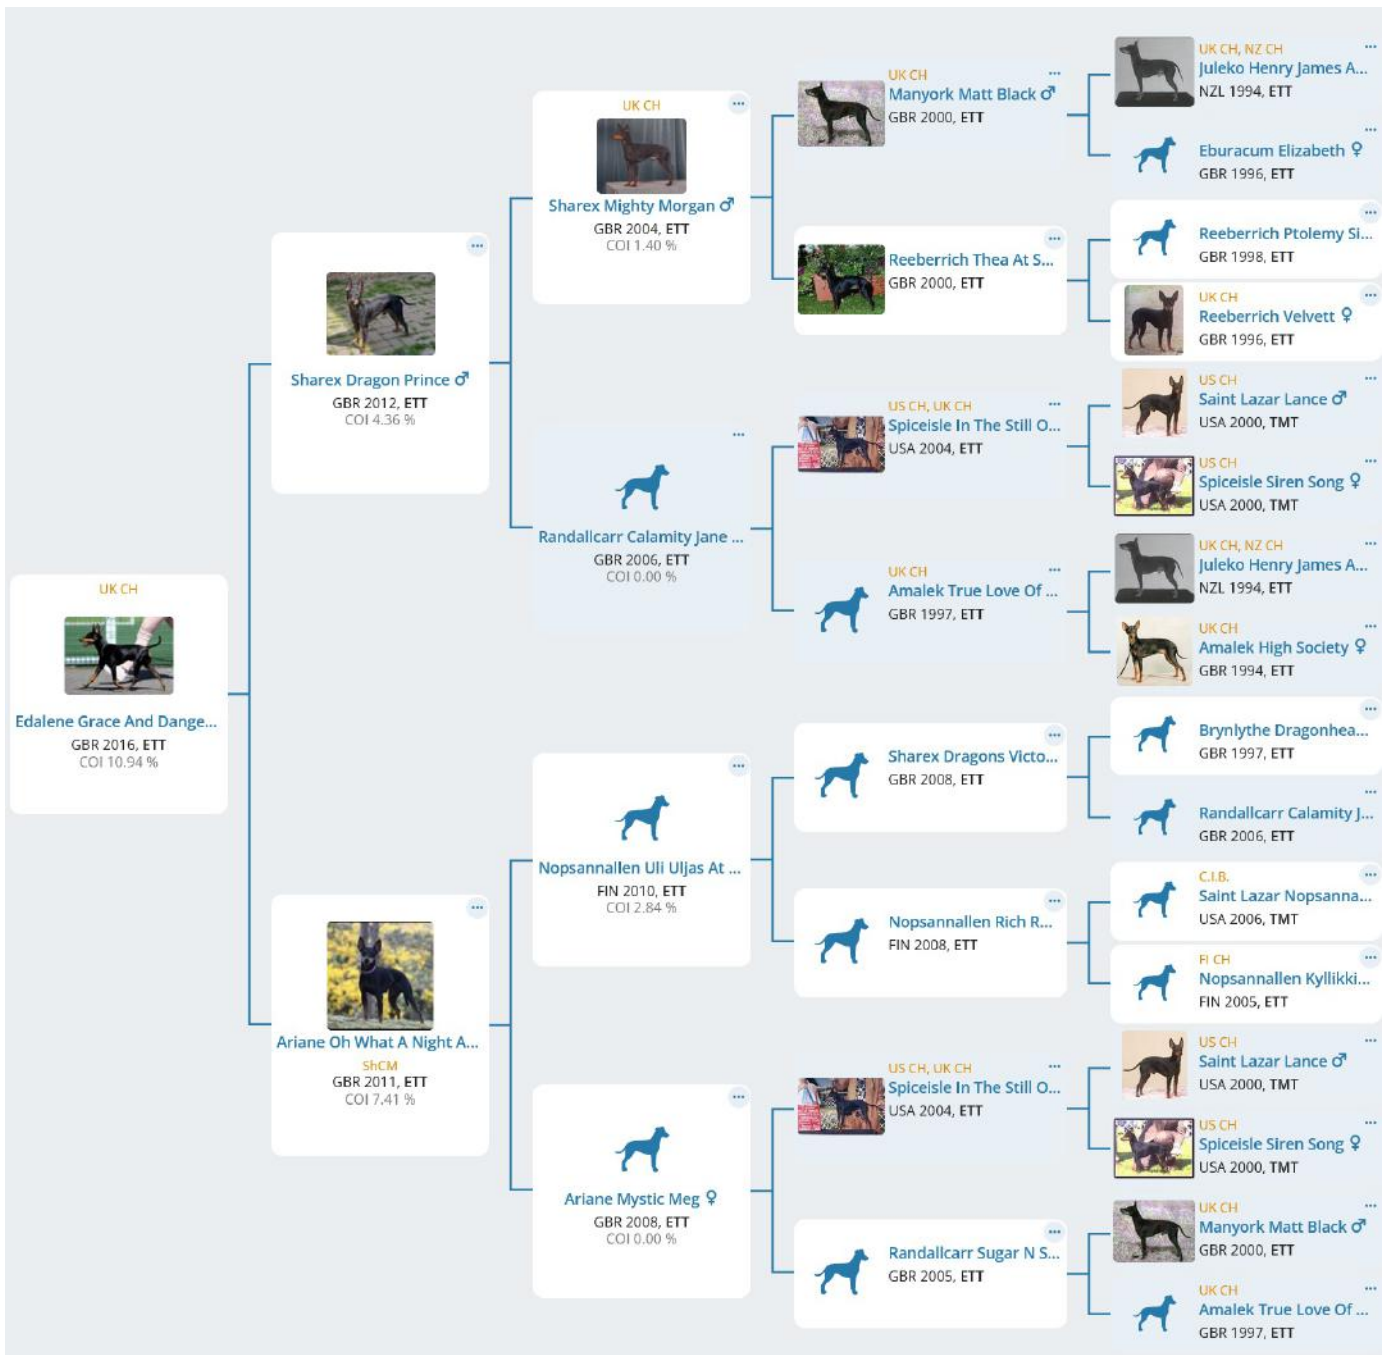 UK CH
Edalene Grace And Dange...
GBR 2016, ETT
COI 10.94 %
Sharex Dragon Prince ♂
GBR 2012, ETT
COI 4.36 %
Ariane Oh What A Night A...
ShCM
GBR 2011, ETT
COI 7.41 %
UK CH
Sharex Mighty Morgan ♂
GBR 2004, ETT
COI 1.40 %
Randallcarr Calamity Jane ...
GBR 2006, ETT
COI 0.00 %
Nopsannallen Uli Uljas At ...
FIN 2010, ETT
COI 2.84 %
Ariane Mystic Meg ♀
GBR 2008, ETT
COI 0.00 %
UK CH
Manyork Matt Black ♂
GBR 2000, ETT
Reeberrich Thea At S...
GBR 2000, ETT
US CH, UK CH
Spiceisle In The Still O...
USA 2004, ETT
UK CH
Amalek True Love Of ...
GBR 1997, ETT
Sharex Dragons Victo...
GBR 2008, ETT
Nopsannallen Rich R...
FIN 2008, ETT
US CH, UK CH
Spiceisle In The Still O...
USA 2004, ETT
Randallcarr Sugar N S...
GBR 2005, ETT
UK CH, NZ CH
Juleko Henry James A...
NZL 1994, ETT
Eburacum Elizabeth ♀
GBR 1996, ETT
Reeberrich Ptolemy Si...
GBR 1998, ETT
UK CH
Reeberrich Velvett ♀
GBR 1996, ETT
US CH
Saint Lazar Lance ♂
USA 2000, TMT
US CH
Spiceisle Siren Song ♀
USA 2000, TMT
UK CH, NZ CH
Juleko Henry James A...
NZL 1994, ETT
UK CH
Amalek High Society ♀
GBR 1994, ETT
Brynlythe Dragonhea...
GBR 1997, ETT
Randallcarr Calamity J...
GBR 2006, ETT
C.I.B.
Saint Lazar Nopsanna...
USA 2006, TMT
FI CH
Nopsannallen Kyllikki...
FIN 2005, ETT
US CH
Saint Lazar Lance ♂
USA 2000, TMT
US CH
Spiceisle Siren Song ♀
USA 2000, TMT
UK CH
Manyork Matt Black ♂
GBR 2000, ETT
UK CH
Amalek True Love Of ...
GBR 1997, ETT